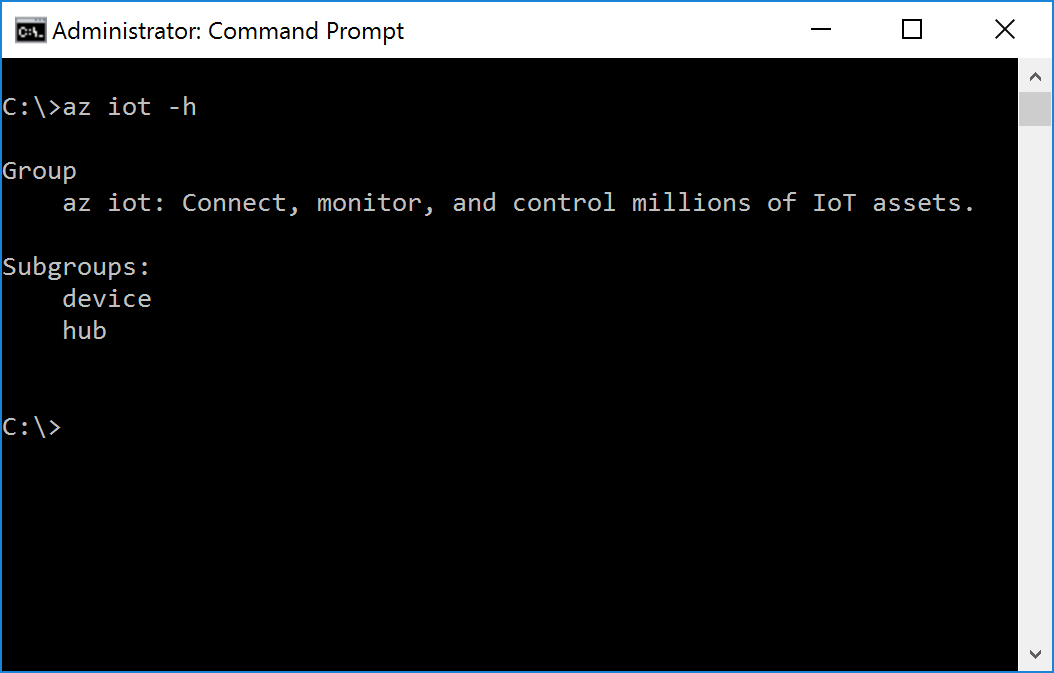 Administrator: Command Prompt
C:\>az iot -h
Group
    az iot: Connect, monitor, and control millions of IoT assets.
Subgroups:
    device
    hub
C:\>